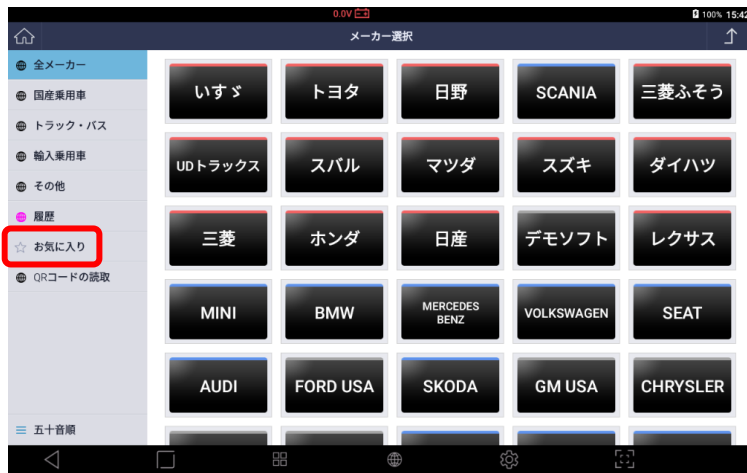 0.0V
100% 15:42
メーカー選択
全メーカー
国産乗用車
トラック・バス
輸入乗用車
その他
履歴
お気に入り
QRコードの読取
五十音順
いすゞ トヨタ 日野 SCANIA 三菱ふそう
UDトラックス スバル マツダ スズキ ダイハツ
三菱 ホンダ 日産 デモソフト レクサス
MINI BMW MERCEDES BENZ VOLKSWAGEN SEAT
AUDI FORD USA SKODA GM USA CHRYSLER